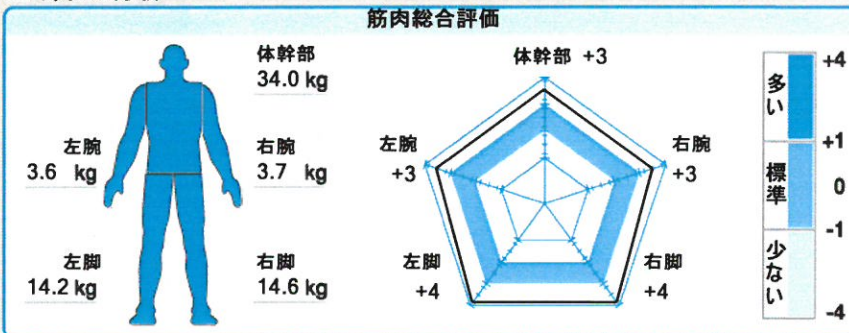 筋肉総合評価
体幹部
34.0 kg
左腕
3.6 kg
右腕
3.7 kg
左脚
14.2 kg
右脚
14.6 kg
体幹部 +3
左腕
+3
右腕
+3
左脚
+4
右脚
+4
多い
標準
少ない
+4
+1
0
-1
-4